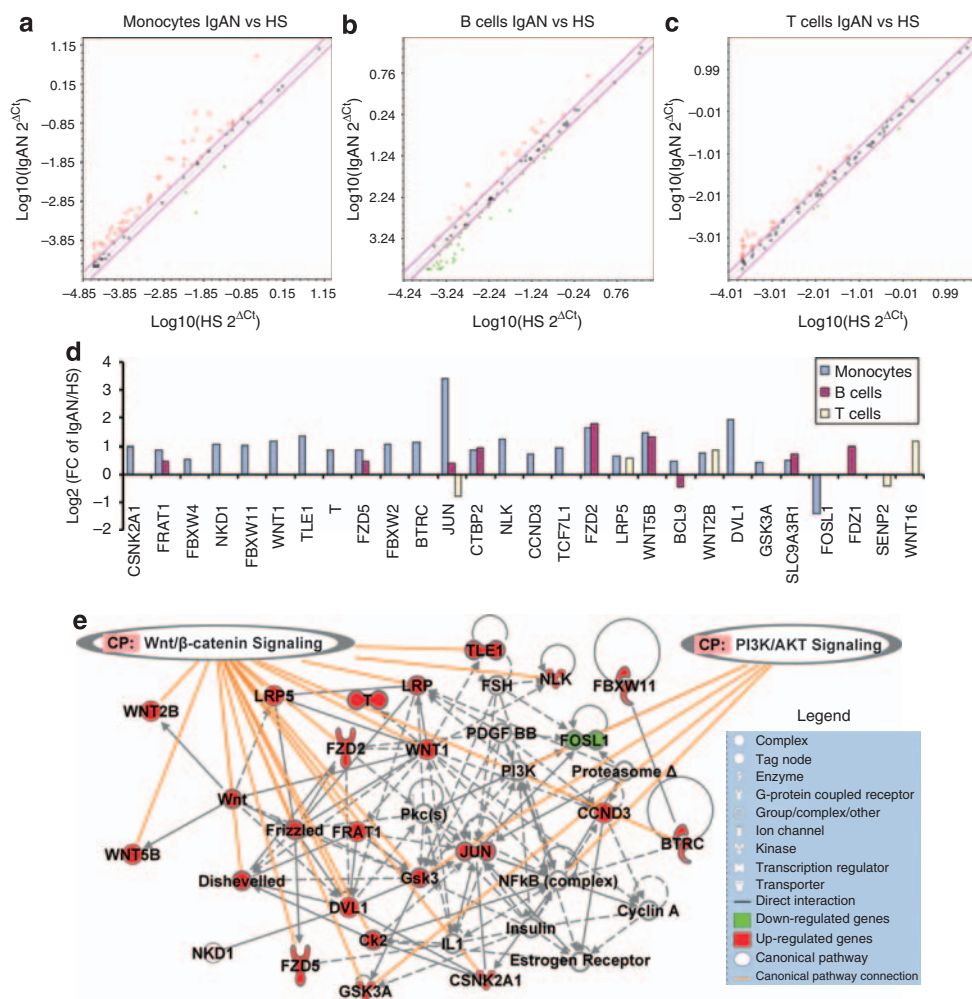 a Monocytes IgAN vs HS
b B cells IgAN vs HS
c T cells IgAN vs HS
Log10(IgAN 2^ΔCt)
1.15
0.15
−0.85
−1.85
−2.85
−3.85
−4.85 −3.85 −2.85 −1.85 −0.85 0.15 1.15
Log10(HS 2^ΔCt)
Log10(IgAN 2^ΔCt)
0.76
0.24
1.24
2.24
3.24
−4.24 −3.24 −2.24 −1.24 −0.24 0.76
Log10(HS 2^ΔCt)
Log10(IgAN 2^ΔCt)
0.99
−0.01
−1.01
−2.01
−3.01
−4.01 −3.01 −2.01 −1.01 −0.01 0.99
Log10(HS 2^ΔCt)
d
Log2 (FC of IgAN/HS)
4
3
2
1
0
−1
−2
Monocytes
B cells
T cells
CSNK2A1
FRAT1
FBXW4
NKD1
FBXW11
WNT1
TLE1
T
FZD5
FBXW2
BTRC
JUN
CTBP2
NLK
CCND3
TCF7L1
FZD2
LRP5
WNT5B
BCL9
WNT2B
DVL1
GSK3A
SLC9A3R1
FOSL1
FDZ1
SENP2
WNT16
e
CP: Wnt/β-catenin Signaling
CP: PI3K/AKT Signaling
TLE1
NLK
FBXW11
WNT2B
LRP5
T
LRP
FSH
FZD2
WNT1
PDGF BB
FOSL1
PI3K
Proteasome Δ
Wnt
Pkc(s)
CCND3
Frizzled
FRAT1
BTRC
WNT5B
JUN
Dishevelled
Gsk3
NFkB (complex)
DVL1
Cyclin A
Ck2
IL1
Insulin
NKD1
FZD5
Estrogen Receptor
GSK3A
CSNK2A1
Legend
Complex
Tag node
Enzyme
G-protein coupled receptor
Group/complex/other
Ion channel
Kinase
Transcription regulator
Transporter
Direct interaction
Down-regulated genes
Up-regulated genes
Canonical pathway
Canonical pathway connection